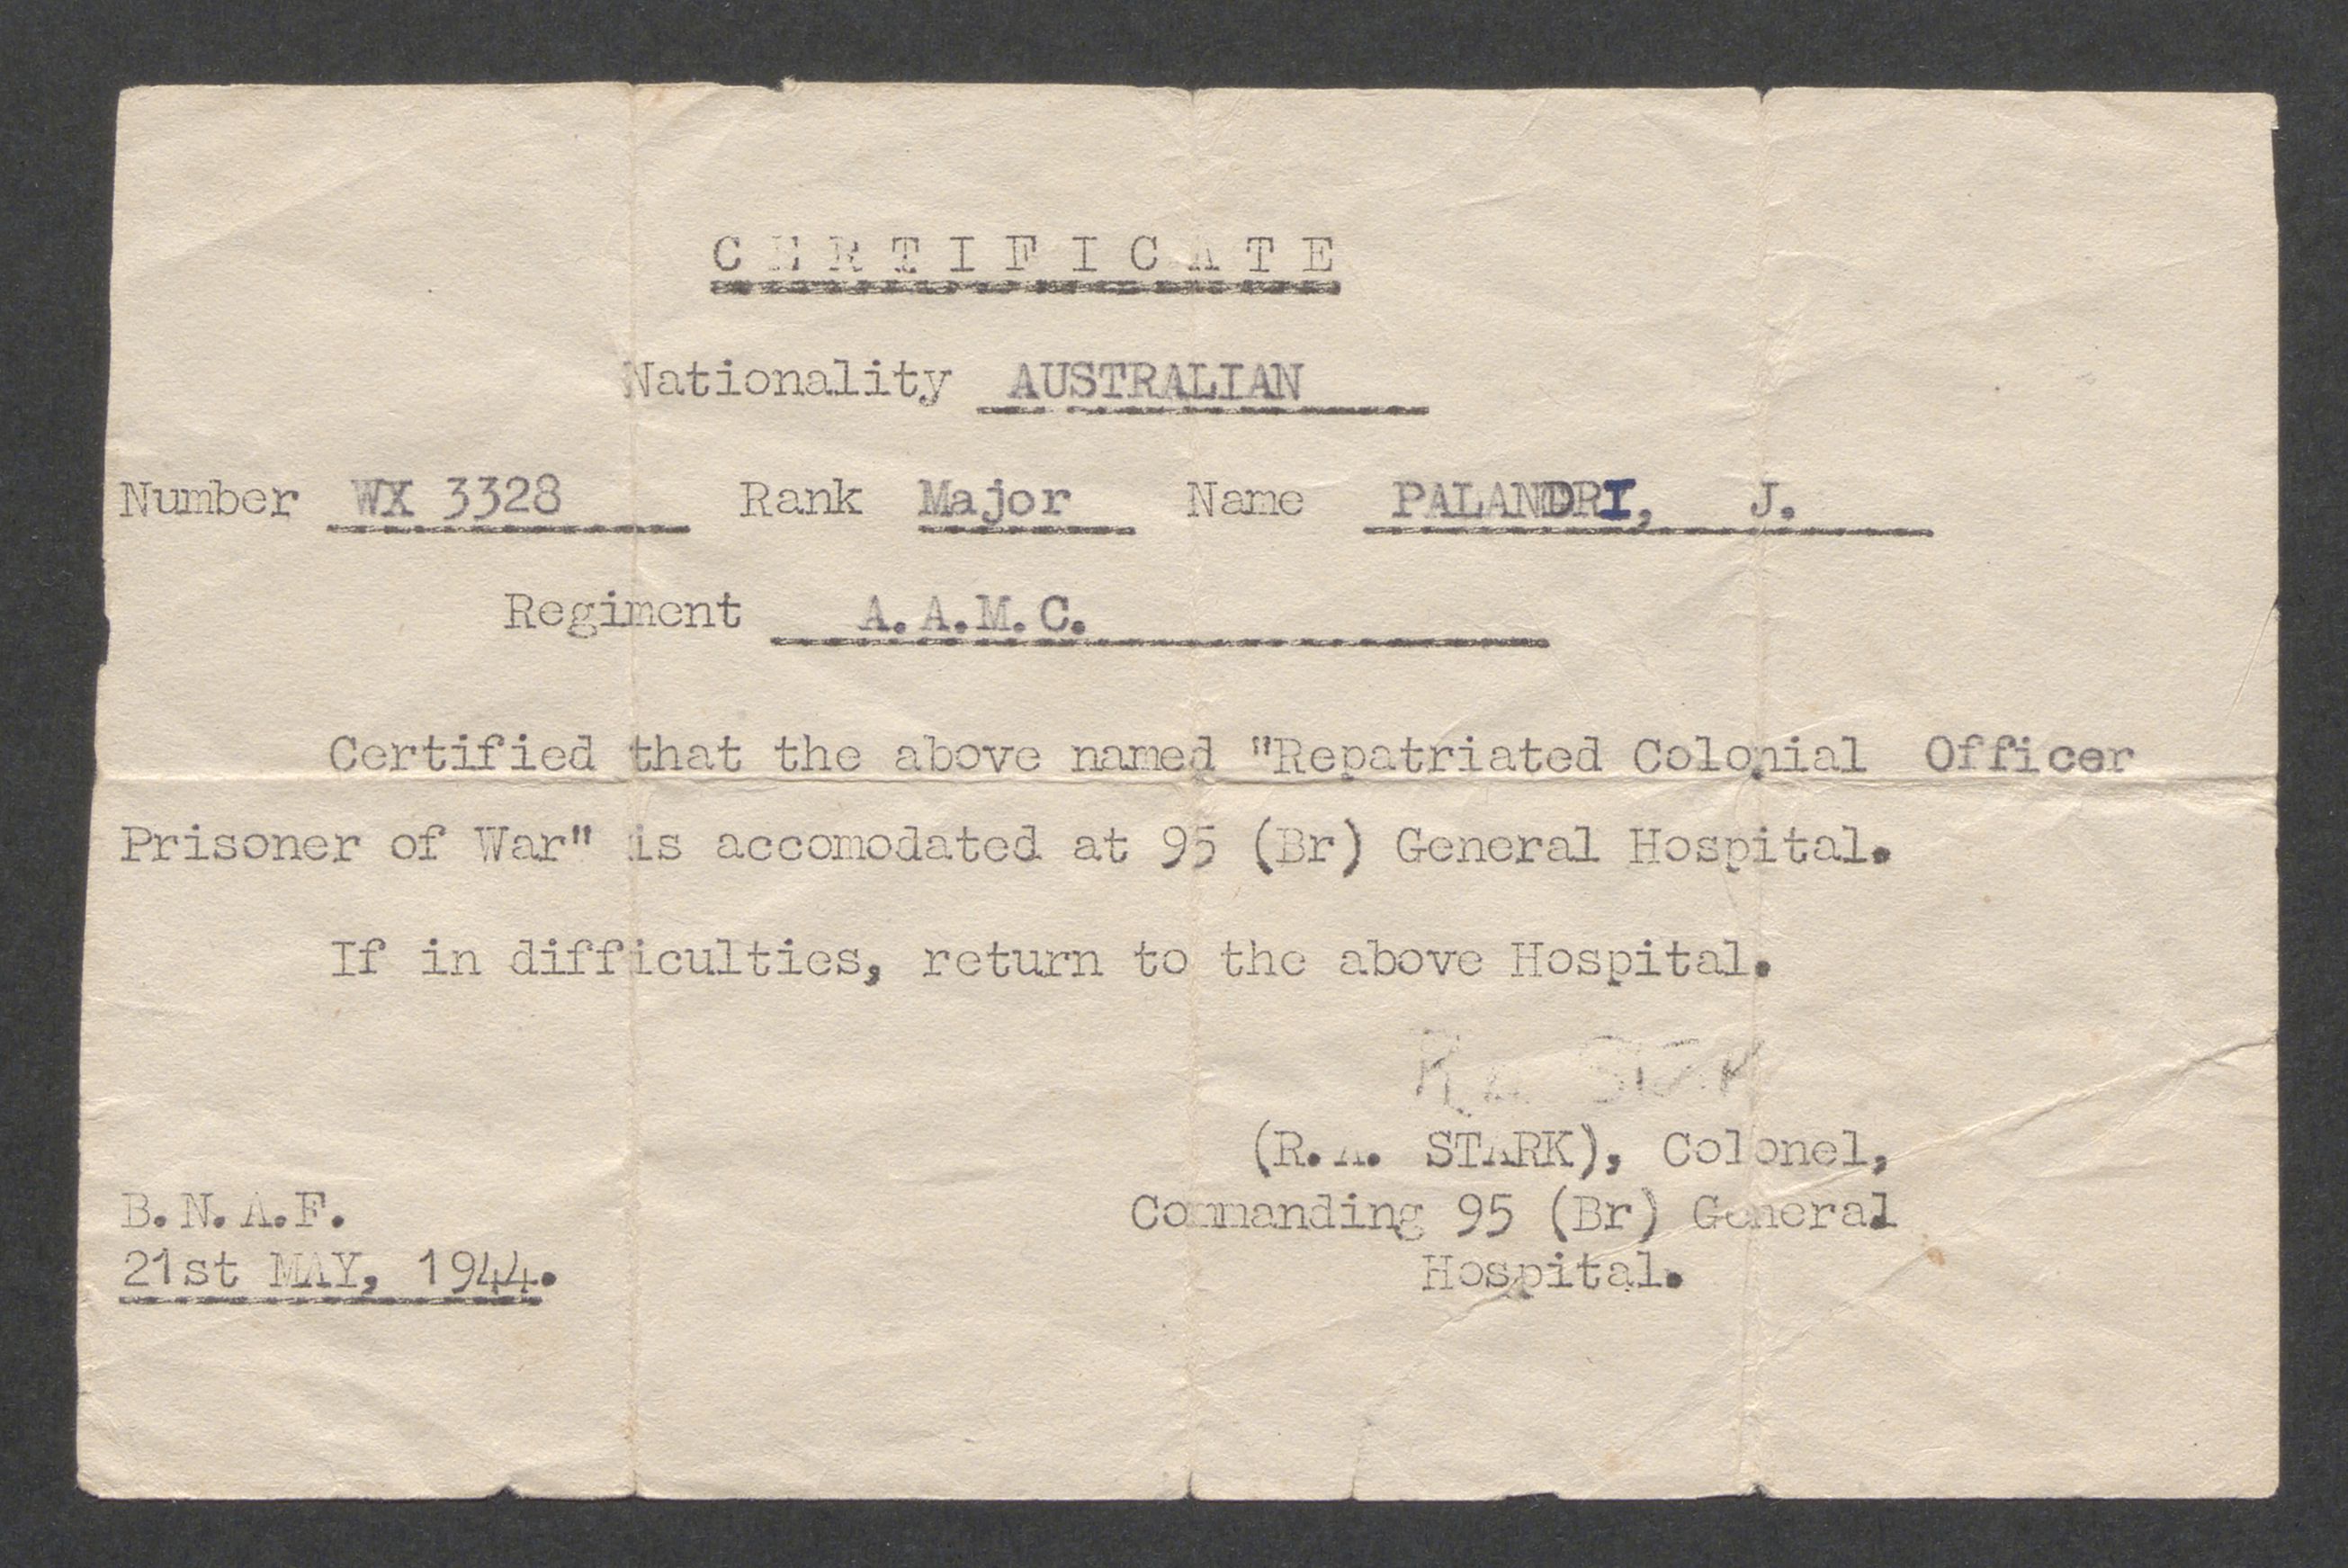 CERTIFICATE
Nationality AUSTRALIAN
Number WX 3328 Rank Major Name PALANDRI, J.
Regiment A.A.M.C.
Certified that the above named "Repatriated Colonial Officer
Prisoner of War" is accomodated at 95 (Br) General Hospital.
If in difficulties, return to the above Hospital.
(R.A. STARK), Colonel,
Commanding 95 (Br) General
Hospital.
B.N.A.F.
21st MAY, 1944.